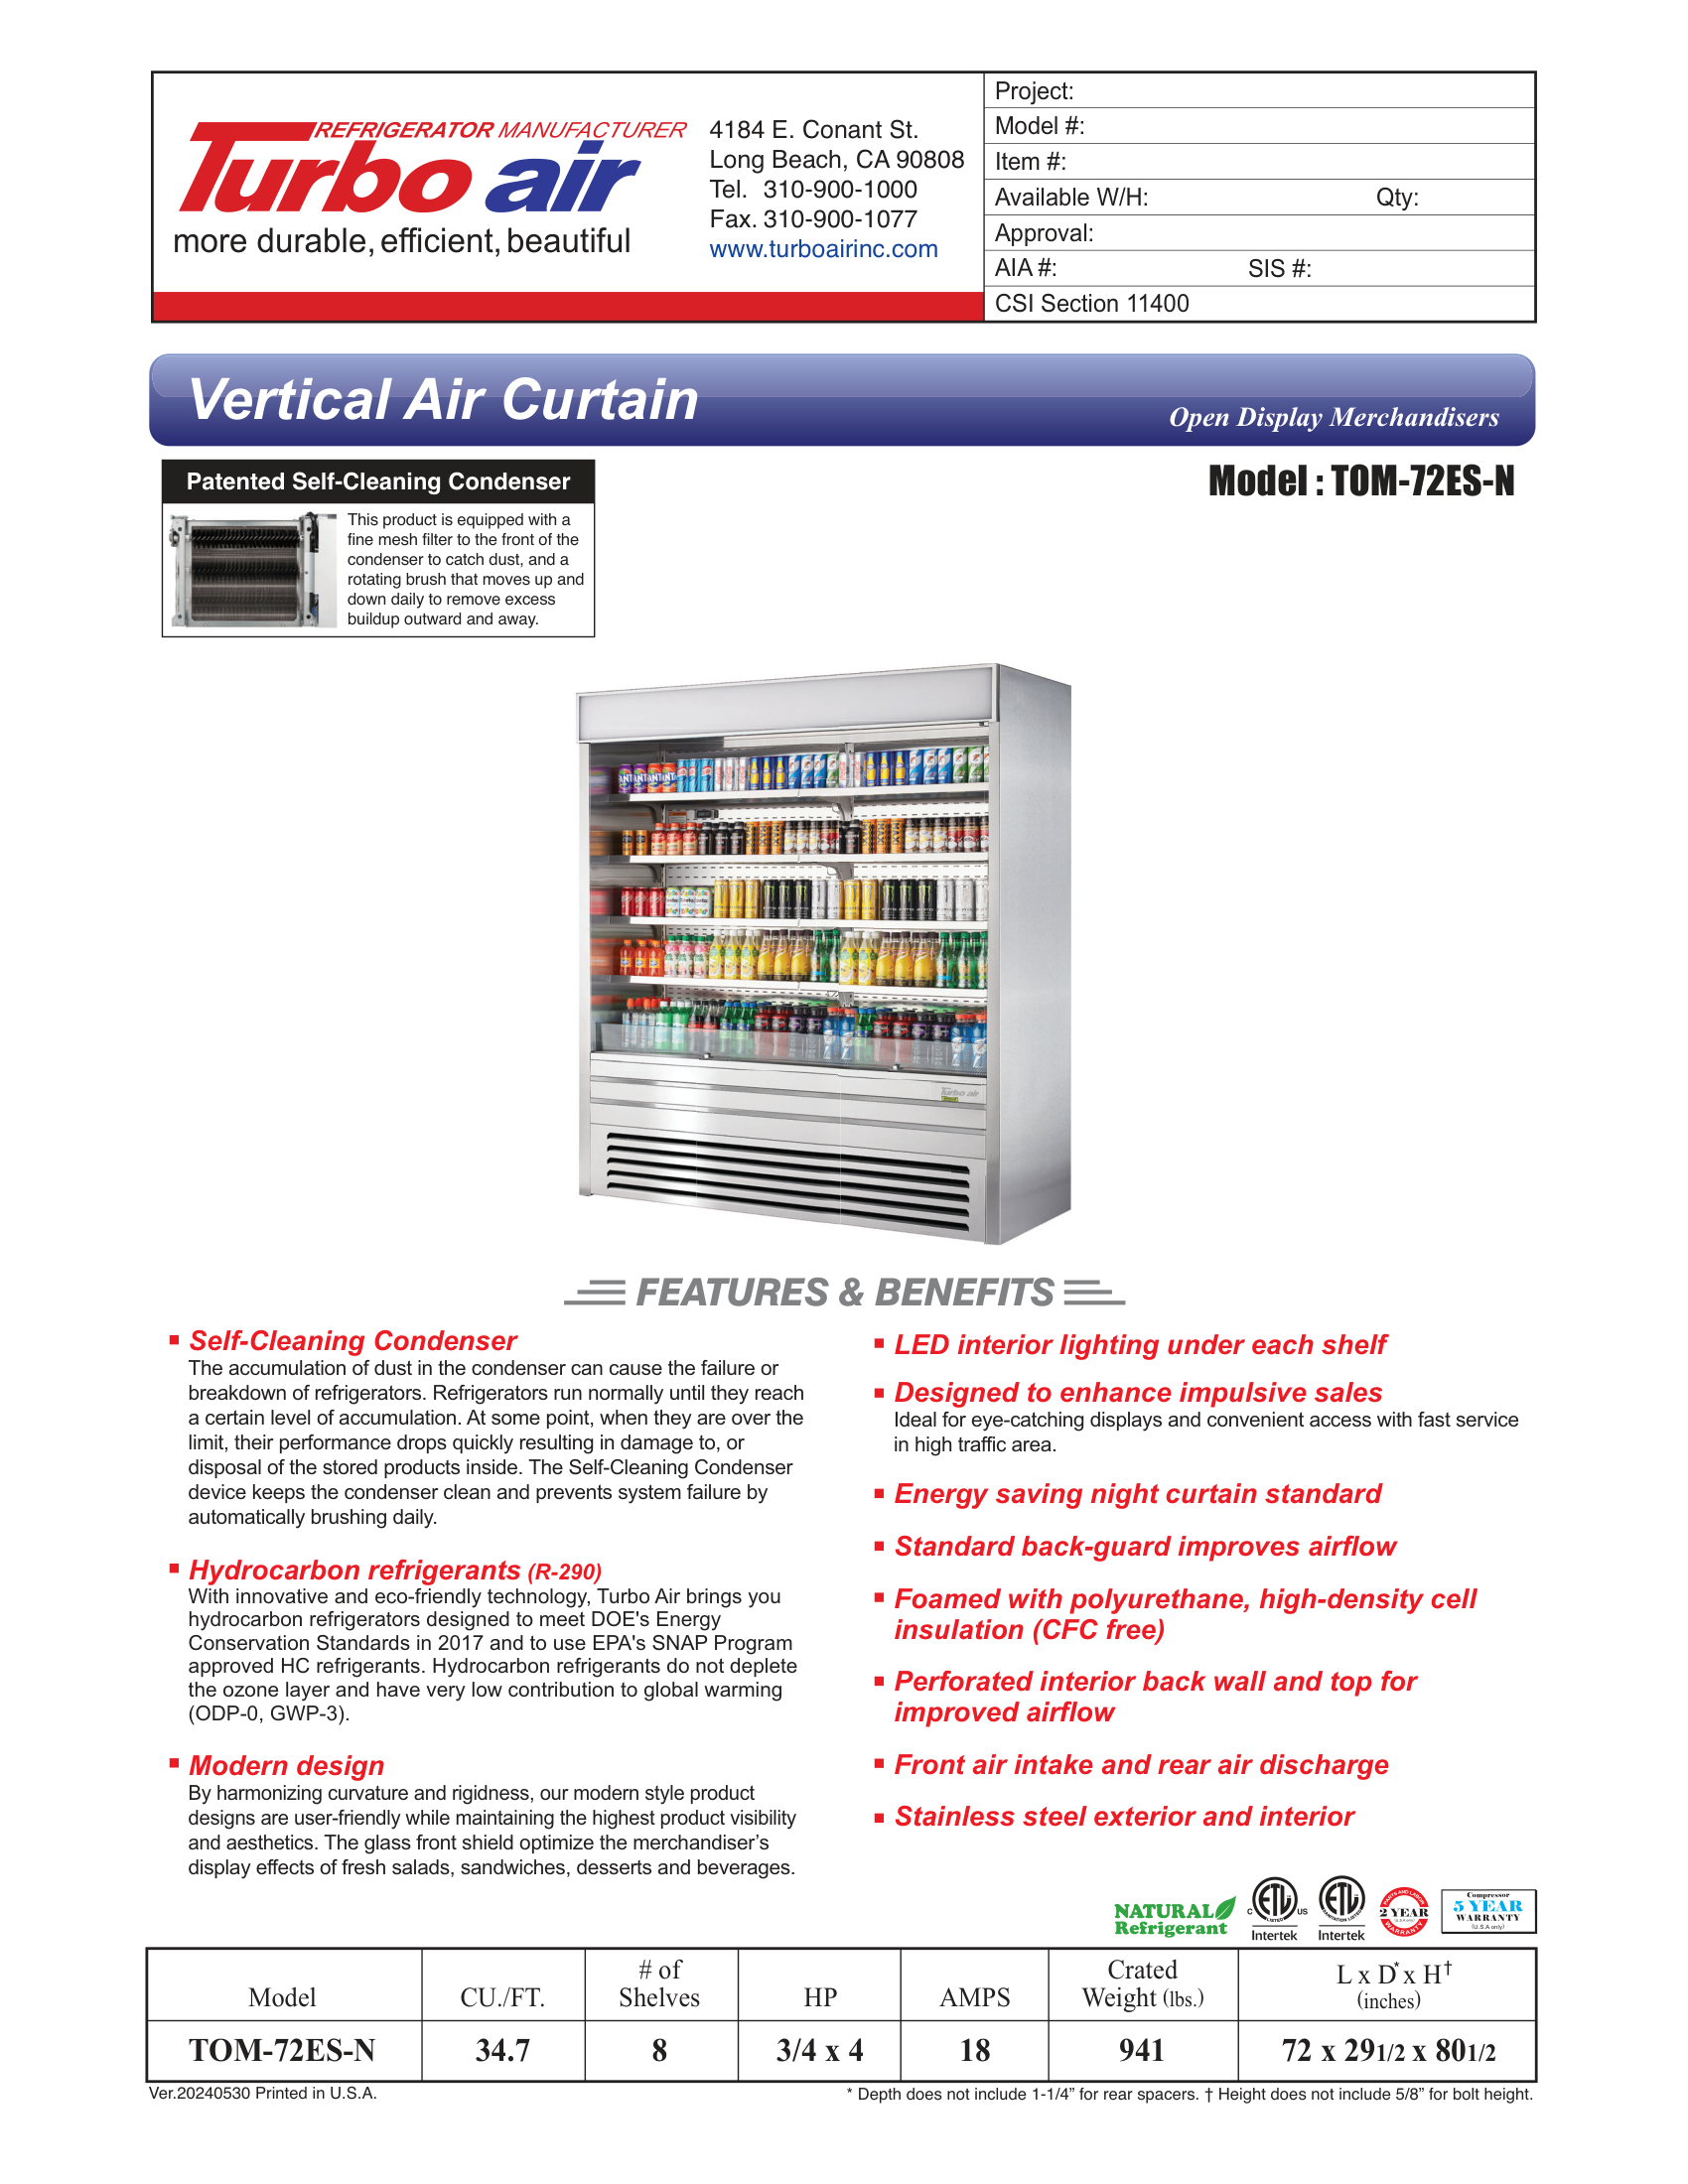 REFRIGERATOR MANUFACTURER
Turbo air
more durable, efficient, beautiful
4184 E. Conant St.
Long Beach, CA 90808
Tel. 310-900-1000
Fax. 310-900-1077
www.turboairinc.com
Project:
Model #:
Item #:
Available W/H: Qty:
Approval:
AIA #: SIS #:
CSI Section 11400
Vertical Air Curtain
Open Display Merchandisers
Patented Self-Cleaning Condenser
This product is equipped with a
fine mesh filter to the front of the
condenser to catch dust, and a
rotating brush that moves up and
down daily to remove excess
buildup outward and away.
Model : TOM-72ES-N
Turbo air
FEATURES & BENEFITS
Self-Cleaning Condenser
The accumulation of dust in the condenser can cause the failure or
breakdown of refrigerators. Refrigerators run normally until they reach
a certain level of accumulation. At some point, when they are over the
limit, their performance drops quickly resulting in damage to, or
disposal of the stored products inside. The Self-Cleaning Condenser
device keeps the condenser clean and prevents system failure by
automatically brushing daily.
Hydrocarbon refrigerants (R-290)
With innovative and eco-friendly technology, Turbo Air brings you
hydrocarbon refrigerators designed to meet DOE's Energy
Conservation Standards in 2017 and to use EPA's SNAP Program
approved HC refrigerants. Hydrocarbon refrigerants do not deplete
the ozone layer and have very low contribution to global warming
(ODP-0, GWP-3).
Modern design
By harmonizing curvature and rigidness, our modern style product
designs are user-friendly while maintaining the highest product visibility
and aesthetics. The glass front shield optimize the merchandiser’s
display effects of fresh salads, sandwiches, desserts and beverages.
LED interior lighting under each shelf
Designed to enhance impulsive sales
Ideal for eye-catching displays and convenient access with fast service
in high traffic area.
Energy saving night curtain standard
Standard back-guard improves airflow
Foamed with polyurethane, high-density cell
insulation (CFC free)
Perforated interior back wall and top for
improved airflow
Front air intake and rear air discharge
Stainless steel exterior and interior
NATURAL
Refrigerant
C ETL US
LISTED
Intertek
ETL
SANITATION LISTED
Intertek
PARTS AND LABOR
2 YEAR
(U.S.A only)
WARRANTY
Compressor
5 YEAR
WARRANTY
(U.S.A only)
Model CU./FT. # of Shelves HP AMPS Crated Weight (lbs.) L x D* x H† (inches)
TOM-72ES-N 34.7 8 3/4 x 4 18 941 72 x 291/2 x 801/2
Ver.20240530 Printed in U.S.A.
* Depth does not include 1-1/4” for rear spacers. † Height does not include 5/8” for bolt height.